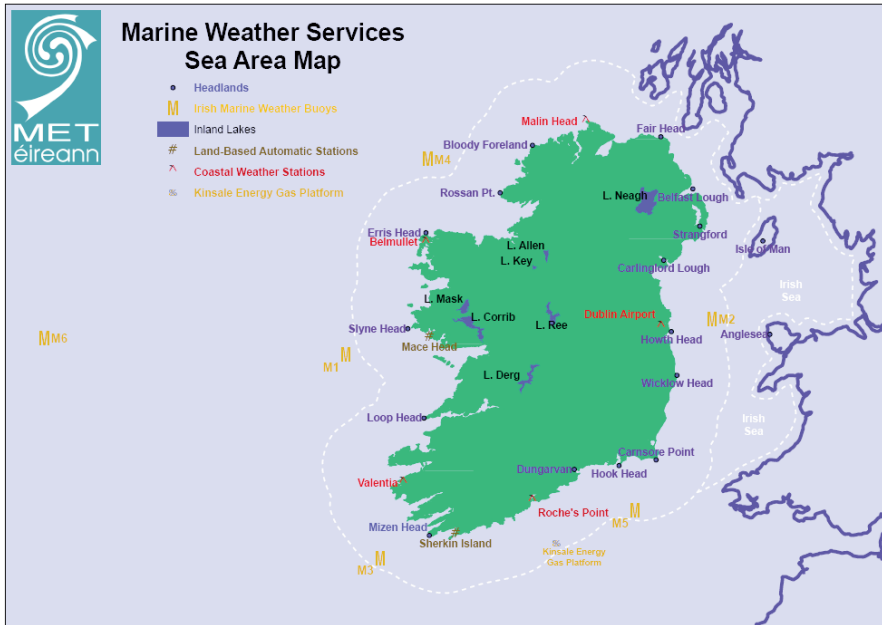 Marine Weather Services
Sea Area Map
MET
éireann
Headlands
M Irish Marine Weather Buoys
Inland Lakes
# Land-Based Automatic Stations
Coastal Weather Stations
% Kinsale Energy Gas Platform
Malin Head
Fair Head
Bloody Foreland
M M4
Rossan Pt.
L. Neagh
Belfast Lough
Erris Head
Belmullet
L. Allen
L. Key
Strangford
Isle of Man
Carlinglord Lough
Irish
Sea
L. Mask
L. Corrib
L. Ree
Dublin Airport
M M2
Slyne Head
#
Mace Head
Howth Head
Anglesea
M M6
M1 M
L. Derg
Wicklow Head
Loop Head
Irish
Sea
Carnsore Point
Dungarvan
Hook Head
Valentia
Roche's Point
M5 M
Mizen Head
#
Sherkin Island
%
Kinsale Energy
Gas Platform
M3 M